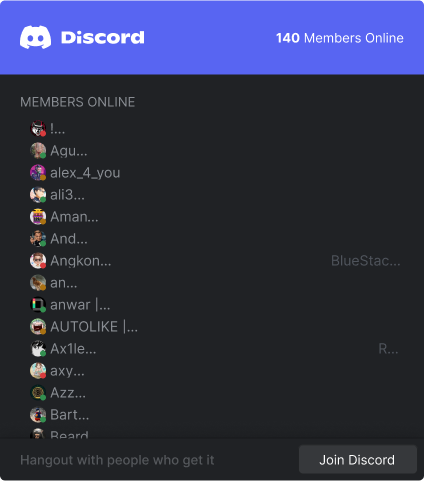 Discord
140 Members Online
MEMBERS ONLINE
!...
Agu...
alex_4_you
ali3...
Aman...
And...
Angkon... BlueStac...
an...
anwar |...
AUTOLIKE |...
Ax1le... R...
axy...
Azz...
Bart...
Beard
Hangout with people who get it
Join Discord